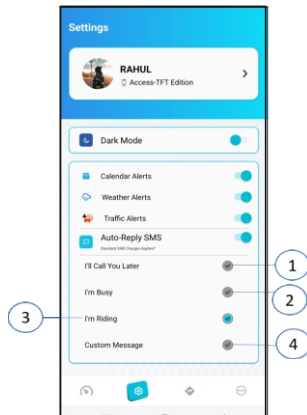 Settings
RAHUL
Access-TFT Edition
Dark Mode
Calendar Alerts
Weather Alerts
Traffic Alerts
Auto-Reply SMS
Standard SMS Charges Applies*
I'll Call You Later
1
I'm Busy
2
3
I'm Riding
Custom Message
4